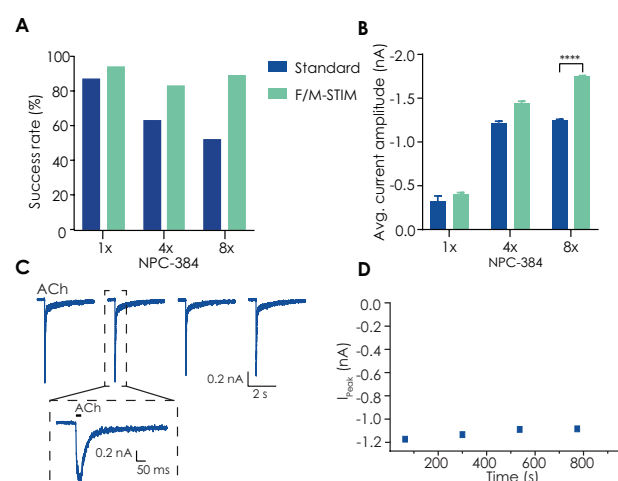 A
100
80
60
40
20
0
Success rate (%)
1x
4x
8x
NPC-384
Standard
F/M-STIM
B
-2.0
-1.5
-1.0
-0.5
0.0
Avg. current amplitude (nA)
****
1x
4x
8x
NPC-384
C
ACh
0.2 nA
2 s
ACh
0.2 nA
50 ms
D
0.0
-0.2
-0.4
-0.6
-0.8
-1.0
-1.2
IPeak (nA)
200
400
600
800
Time (s)